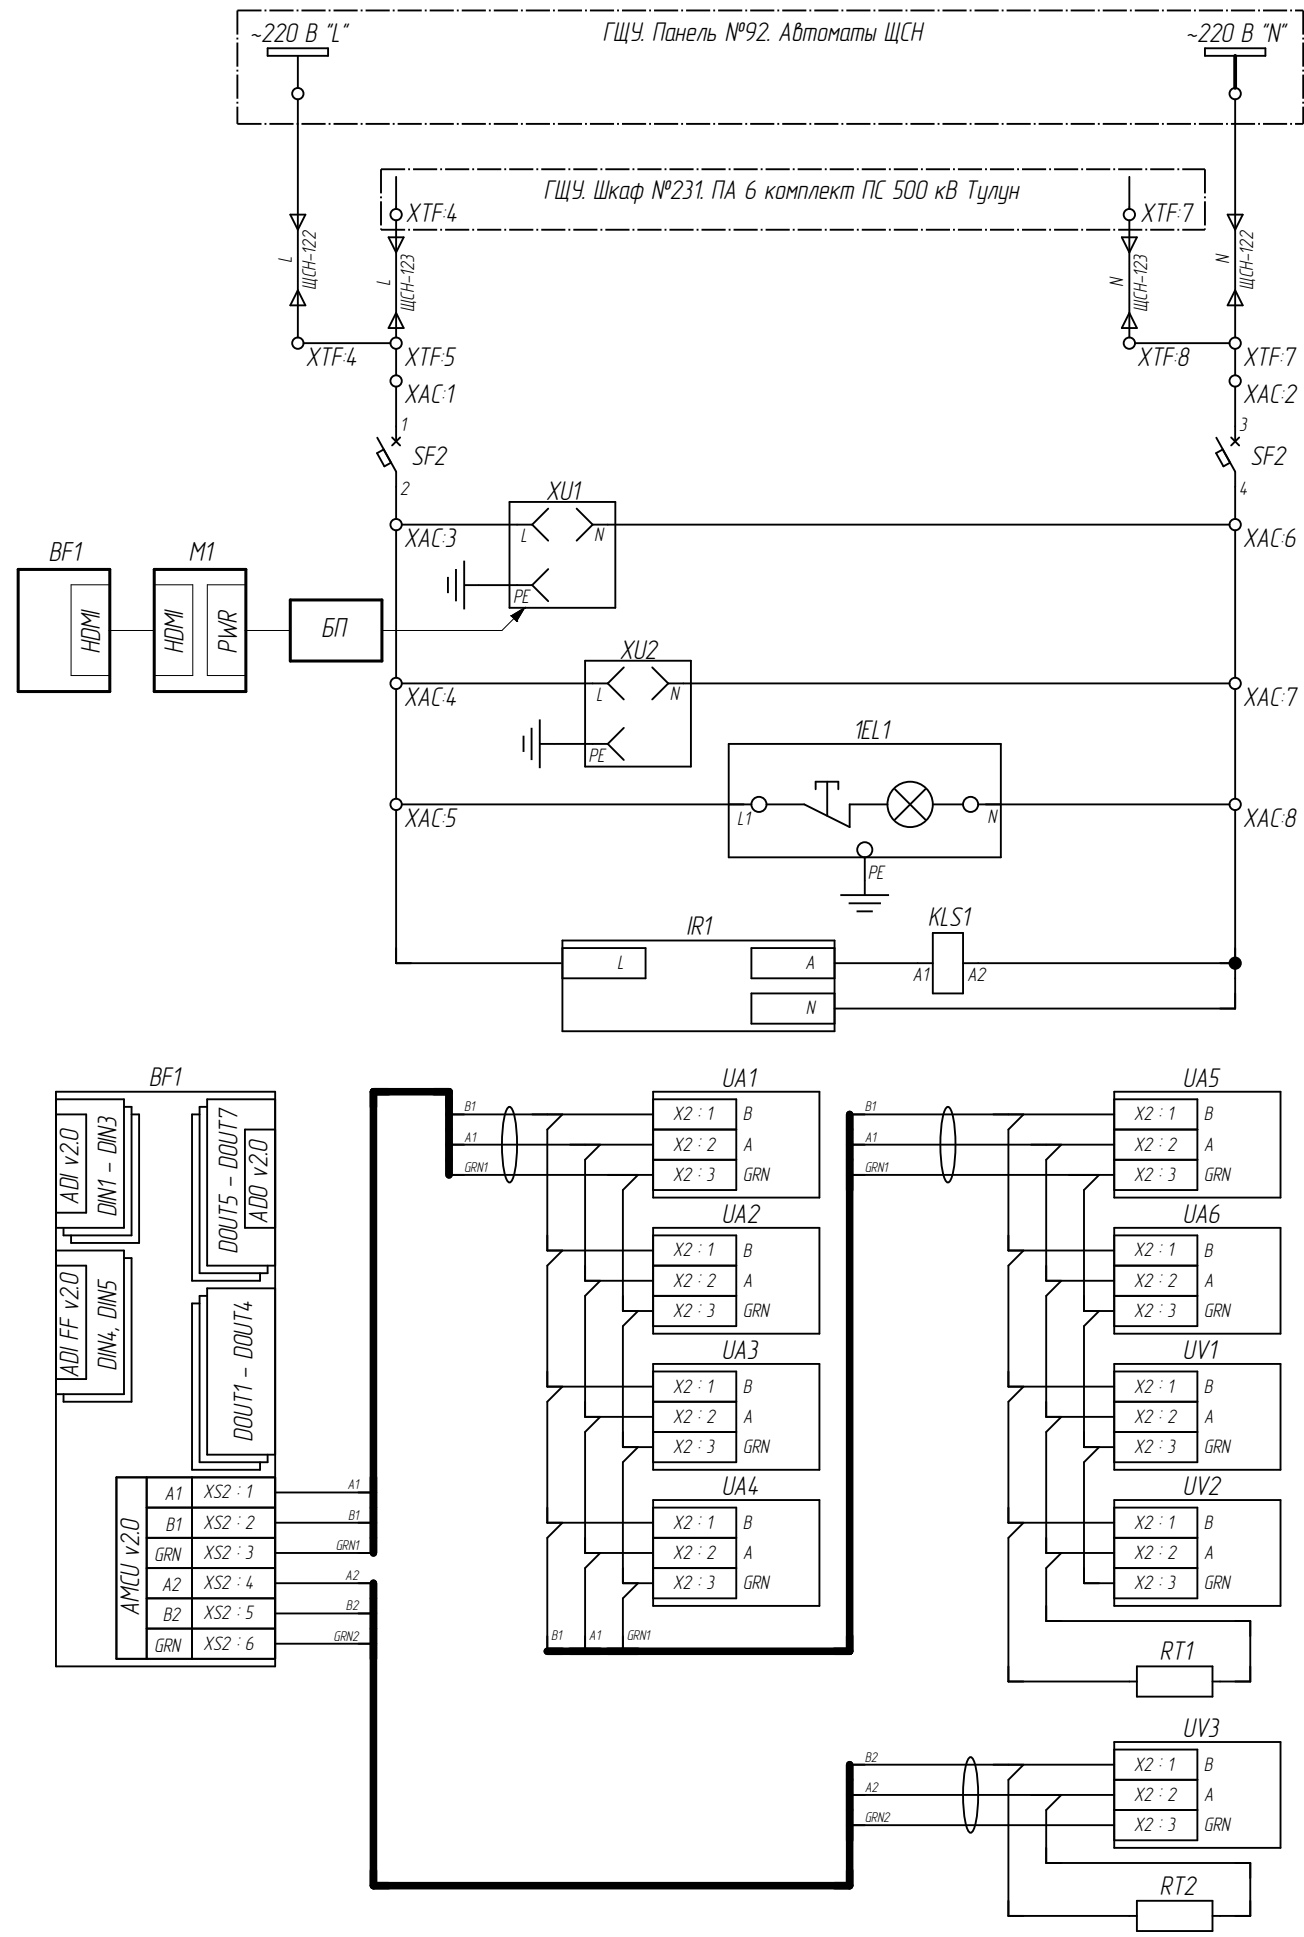 ~220 В "L"
ГЩУ. Панель №92. Автоматы ЩСН
~220 В "N"
ГЩУ. Шкаф №231. ПА 6 комплект ПС 500 кВ Тулун
XTF:4
XTF:7
L
ЩСН-122
L
ЩСН-123
N
ЩСН-123
N
ЩСН-122
XTF:4
XTF:5
XTF:8
XTF:7
XAC:1
XAC:2
1
SF2
2
3
SF2
4
XU1
L
N
PE
XAC:3
XAC:6
BF1
HDMI
M1
HDMI
PWR
БП
XU2
L
N
PE
XAC:4
XAC:7
1EL1
L1
N
PE
XAC:5
XAC:8
IR1
L
A
N
KLS1
A1
A2
BF1
ADI v2.0
DIN1 - DIN3
DOUT5 - DOUT7
ADO v2.0
ADI FF v2.0
DIN4, DIN5
DOUT1 - DOUT4
AMCU v2.0
A1 XS2 : 1 A1
B1 XS2 : 2 B1
GRN XS2 : 3 GRN1
A2 XS2 : 4 A2
B2 XS2 : 5 B2
GRN XS2 : 6 GRN2
UA1
B1 X2 : 1 B
A1 X2 : 2 A
GRN1 X2 : 3 GRN
UA2
X2 : 1 B
X2 : 2 A
X2 : 3 GRN
UA3
X2 : 1 B
X2 : 2 A
X2 : 3 GRN
UA4
X2 : 1 B
X2 : 2 A
X2 : 3 GRN
B1 A1 GRN1
UA5
B1 X2 : 1 B
A1 X2 : 2 A
GRN1 X2 : 3 GRN
UA6
X2 : 1 B
X2 : 2 A
X2 : 3 GRN
UV1
X2 : 1 B
X2 : 2 A
X2 : 3 GRN
UV2
X2 : 1 B
X2 : 2 A
X2 : 3 GRN
RT1
UV3
B2 X2 : 1 B
A2 X2 : 2 A
GRN2 X2 : 3 GRN
RT2